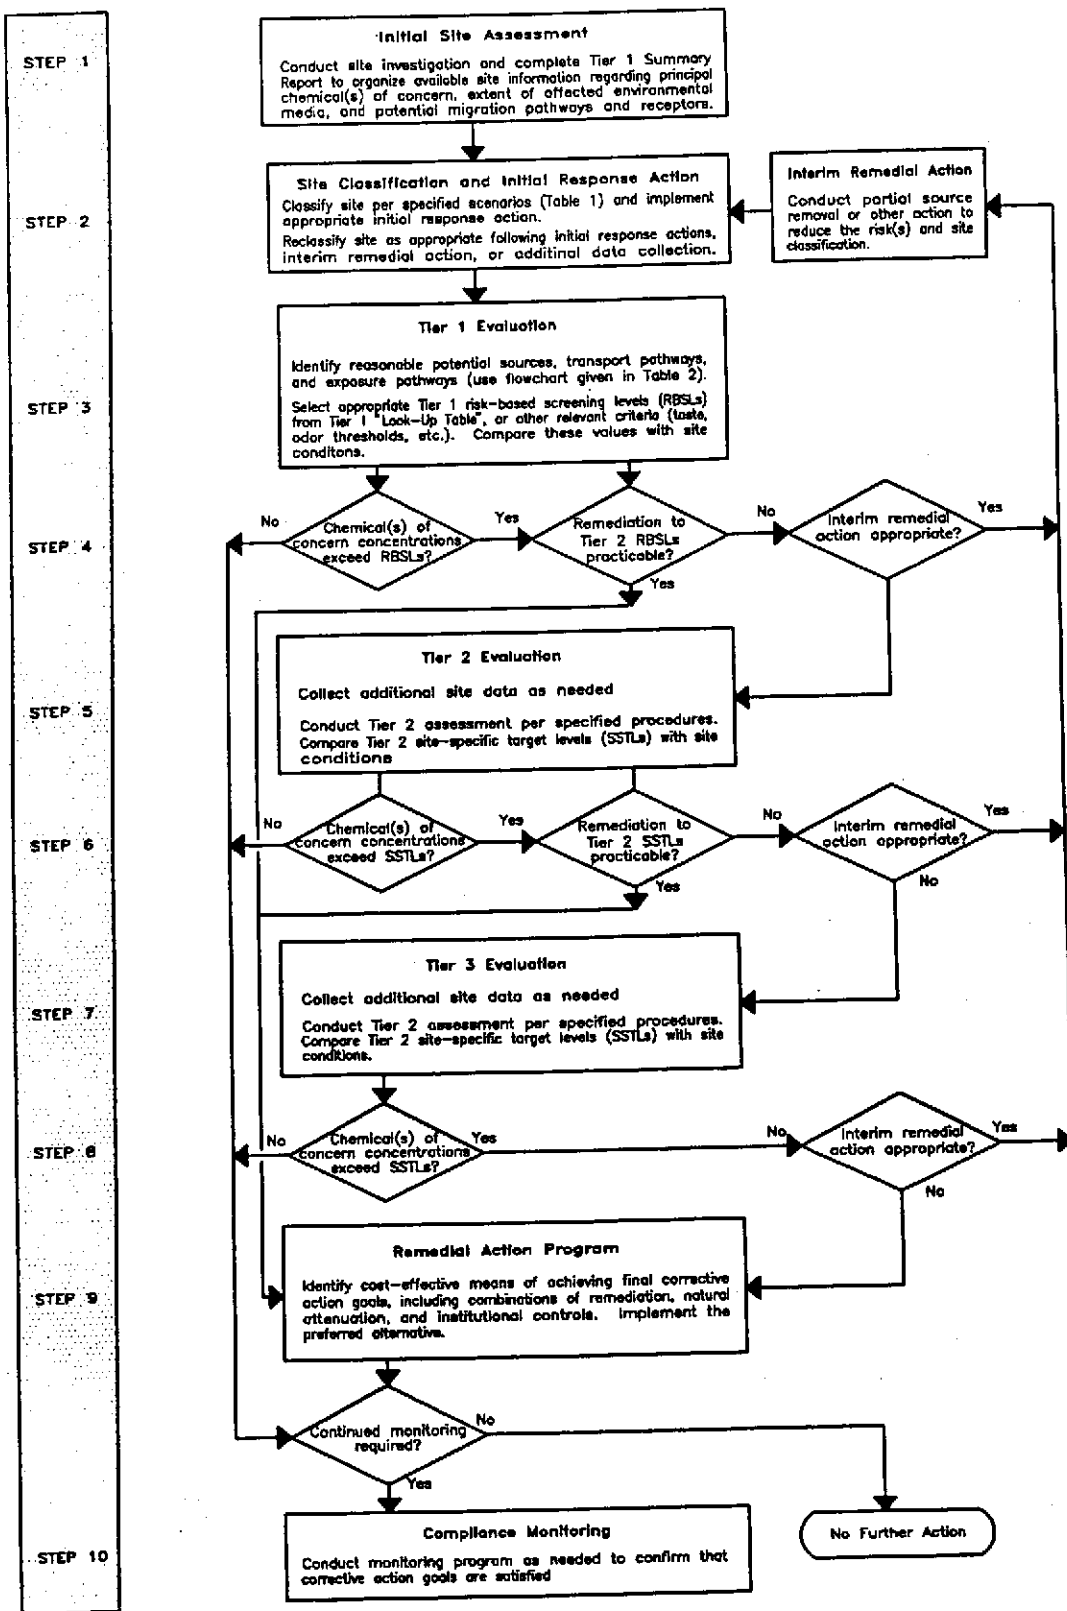 STEP 1
Initial Site Assessment
Conduct site investigation and complete Tier 1 Summary
Report to organize available site information regarding principal
chemical(s) of concern, extent of affected environmental
media, and potential migration pathways and receptors.
STEP 2
Site Classification and Initial Response Action
Classify site per specified scenarios (Table 1) and implement
appropriate initial response action.
Reclassify site as appropriate following initial response actions,
interim remedial action, or additinal data collection.
Interim Remedial Action
Conduct partial source
removal or other action to
reduce the risk(s) and site
classification.
STEP 3
Tier 1 Evaluation
Identify reasonable potential sources, transport pathways,
and exposure pathways (use flowchart given in Table 2).
Select appropriate Tier 1 risk-based screening levels (RBSLs)
from Tier 1 "Look-Up Table", or other relevant criteria (taste,
odor thresholds, etc.). Compare these values with site
conditons.
STEP 4
No
Chemical(s) of
concern concentrations
exceed RBSLs?
Yes
Remediation to
Tier 2 RBSLs
practicable?
Yes
No
Interim remedial
action appropriate?
Yes
STEP 5
Tier 2 Evaluation
Collect additional site data as needed
Conduct Tier 2 assessment per specified procedures.
Compare Tier 2 site-specific target levels (SSTLs) with site
conditions
STEP 6
No
Chemical(s) of
concern concentrations
exceed SSTLs?
Yes
Remediation to
Tier 2 SSTLs
practicable?
Yes
No
Interim remedial
action appropriate?
Yes
No
STEP 7
Tier 3 Evaluation
Collect additional site data as needed
Conduct Tier 2 assessment per specified procedures.
Compare Tier 2 site-specific target levels (SSTLs) with site
conditions.
STEP 8
No
Chemical(s) of
concern concentrations
exceed SSTLs?
Yes
No
Interim remedial
action appropriate?
Yes
No
STEP 9
Remedial Action Program
Identify cost-effective means of achieving final corrective
action goals, including combinations of remediation, natural
attenuation, and institutional controls. Implement the
preferred alternative.
Continued monitoring
required?
No
Yes
STEP 10
Compliance Monitoring
Conduct monitoring program as needed to confirm that
corrective action goals are satisfied
No Further Action